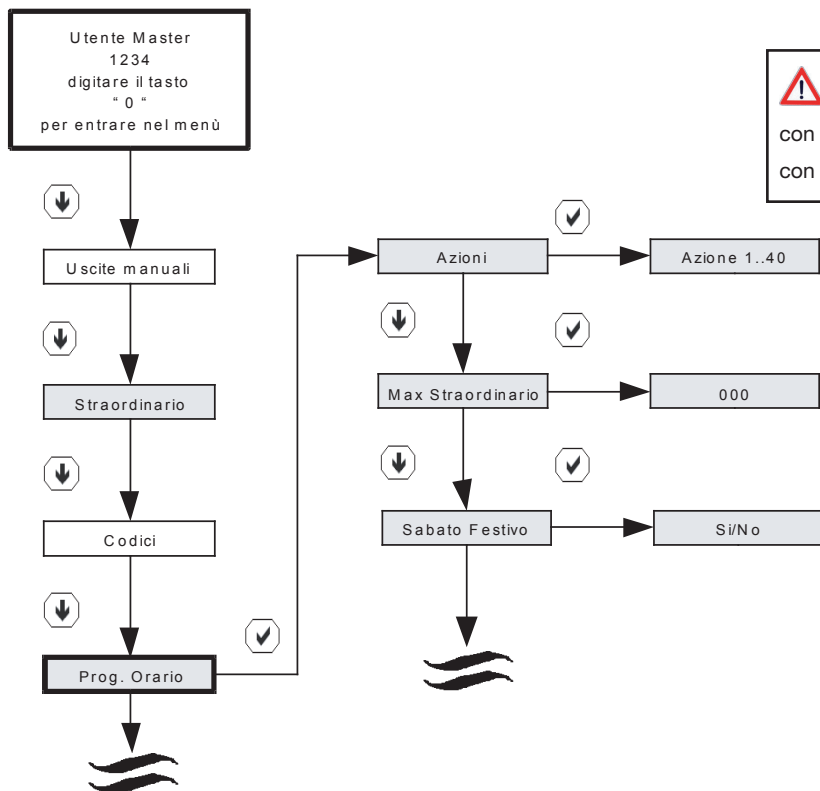 Utente Master
1234
digitare il tasto
“ 0 “
per entrare nel menù
con
con
Uscite manuali
Azioni
Azione 1..40
Straordinario
Max Straordinario
000
Codici
Sabato Festivo
Si/No
Prog. Orario